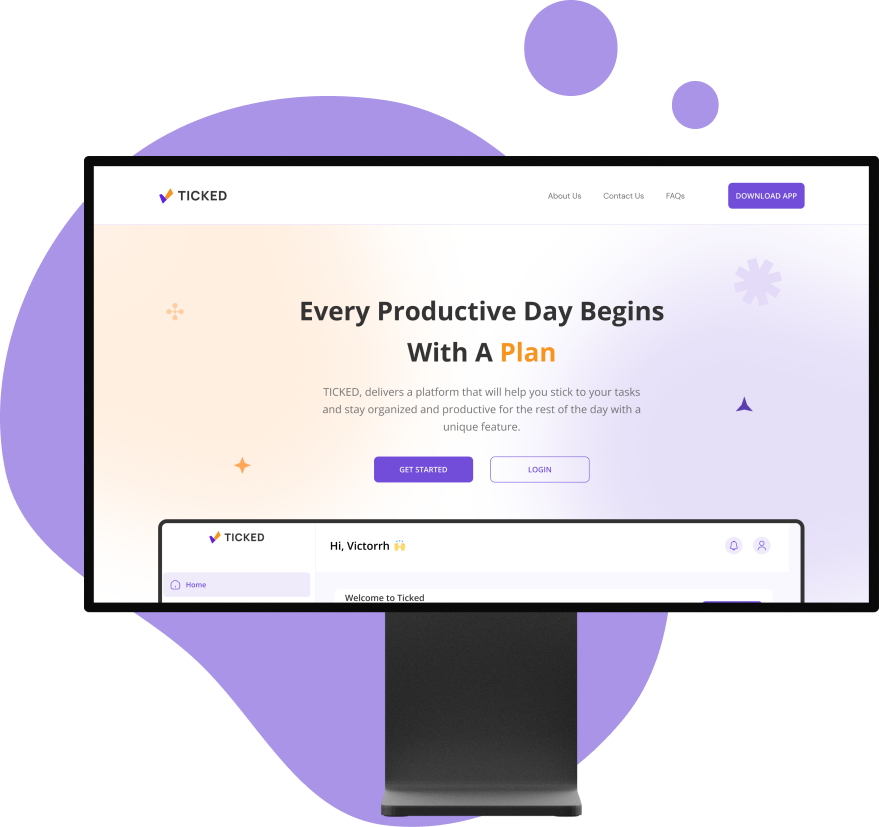 TICKED
About Us
Contact Us
FAQs
DOWNLOAD APP
Every Productive Day Begins
With A Plan
TICKED, delivers a platform that will help you stick to your tasks
and stay organized and productive for the rest of the day with a
unique feature.
GET STARTED
LOGIN
TICKED
Hi, Victorrh 🙌
Home
Welcome to Ticked